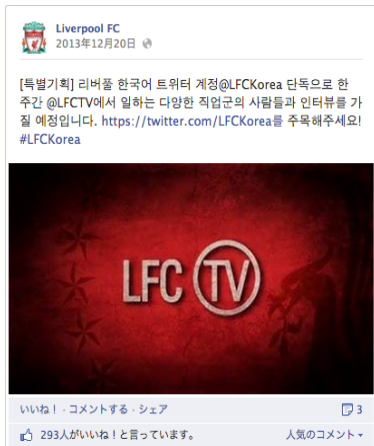 Liverpool FC
2013年12月20日
[특별기획] 리버풀 한국어 트위터 계정@LFCKorea 단독으로 한
주간 @LFCTV에서 일하는 다양한 직업군의 사람들과 인터뷰를 가
질 예정입니다. https://twitter.com/LFCKorea를 주목해주세요!
#LFCKorea
LFC TV
いいね！ · コメントする · シェア 3
293人がいいね！と言っています。 人気のコメント